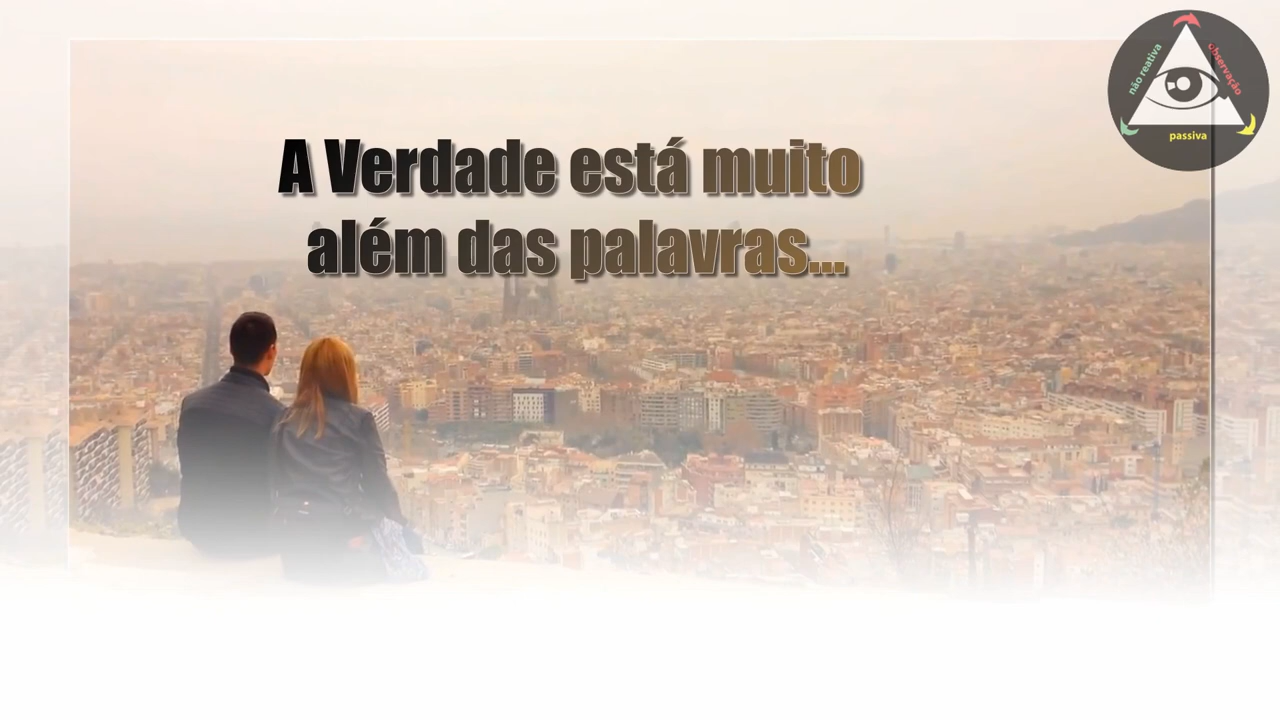 A Verdade está muito
além das palavras...
não reativa
observação
passiva